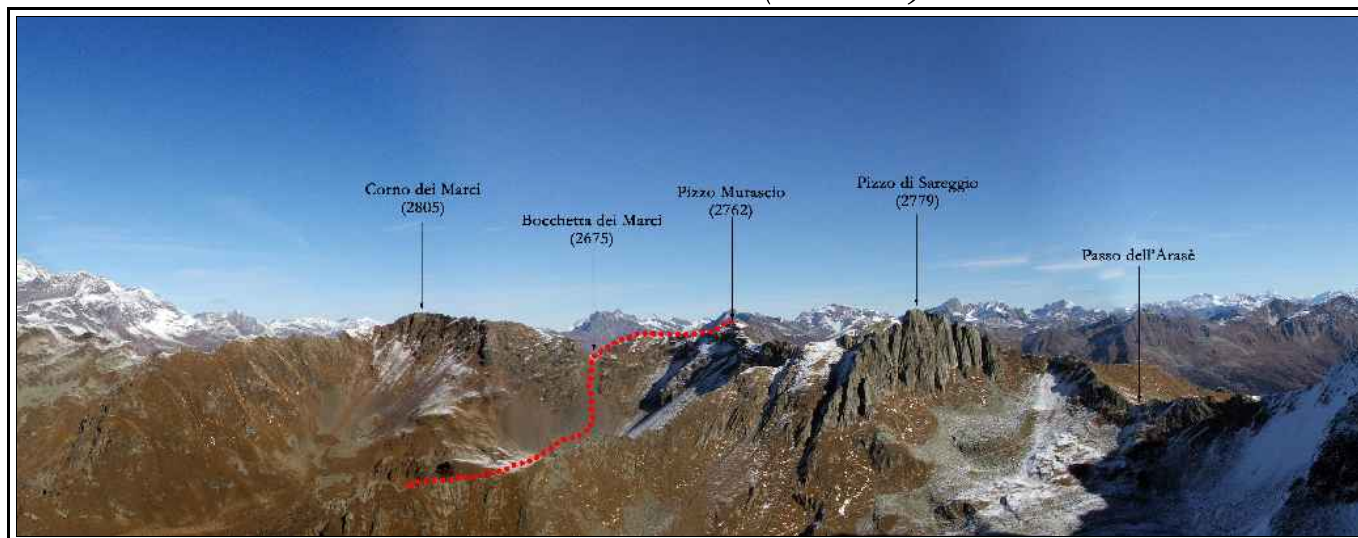 Corno dei Marci
(2805)
Bocchetta dei Marci
(2675)
Pizzo Murascio
(2762)
Pizzo di Sareggio
(2779)
Passo dell'Arasè